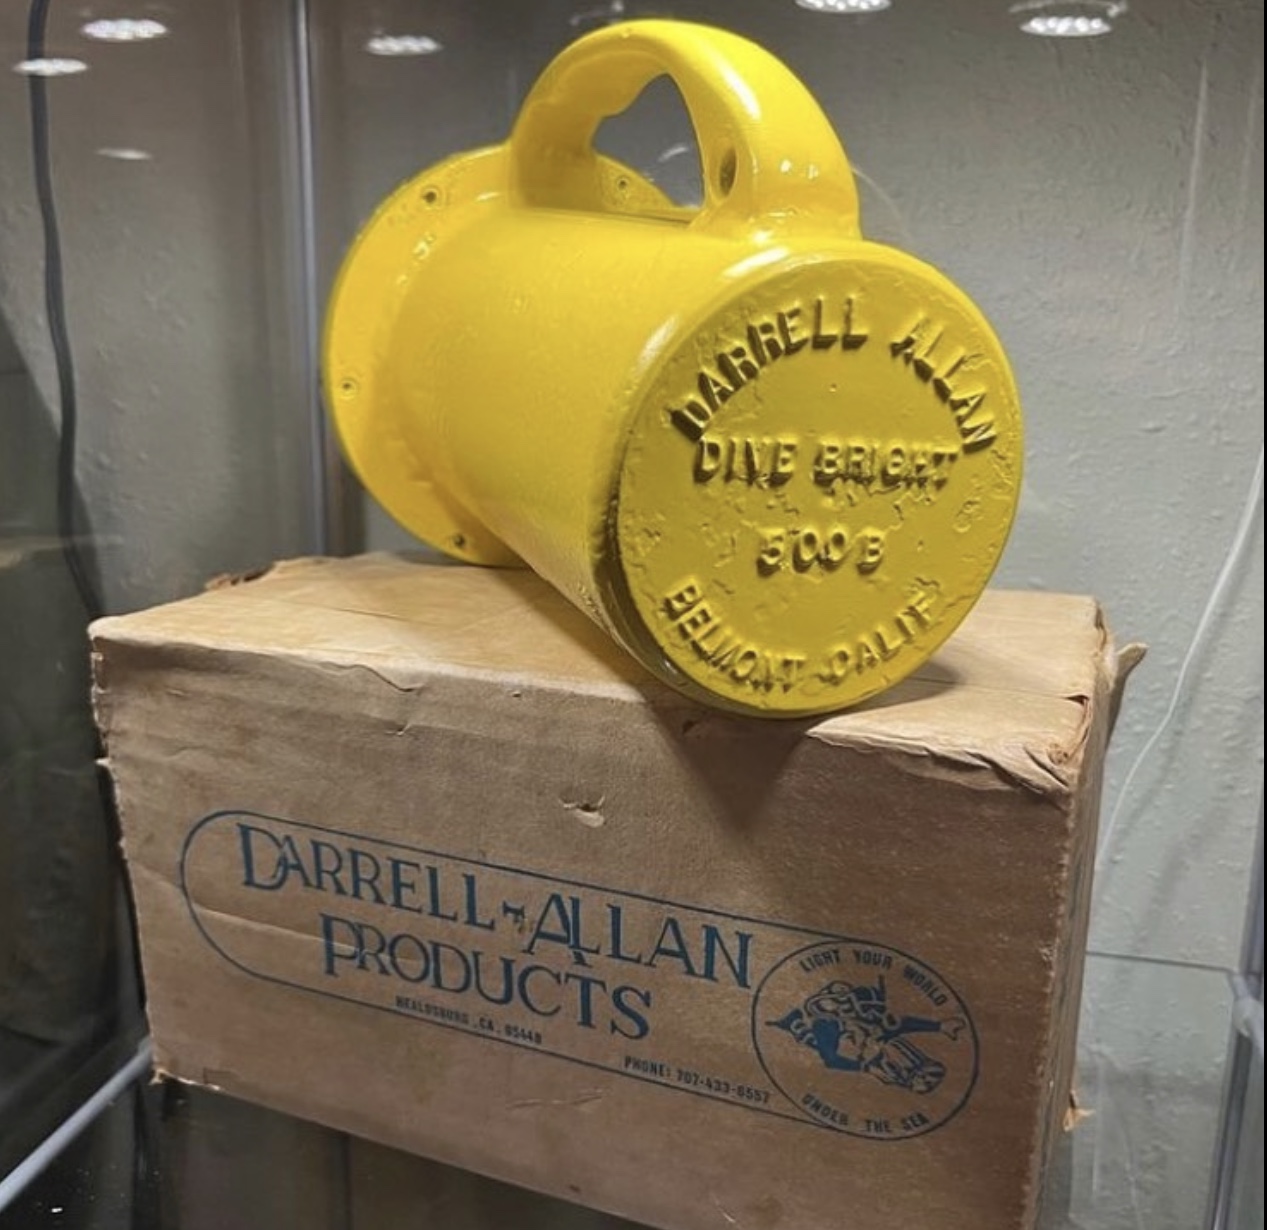 DARRELL ALLAN
DIVE BRIGHT
500B
BELMONT CALIF
DARRELL-ALLAN
PRODUCTS
HEALDSBURG, CA. 95448
PHONE: 707-433-6557
LIGHT YOUR WORLD
UNDER THE SEA